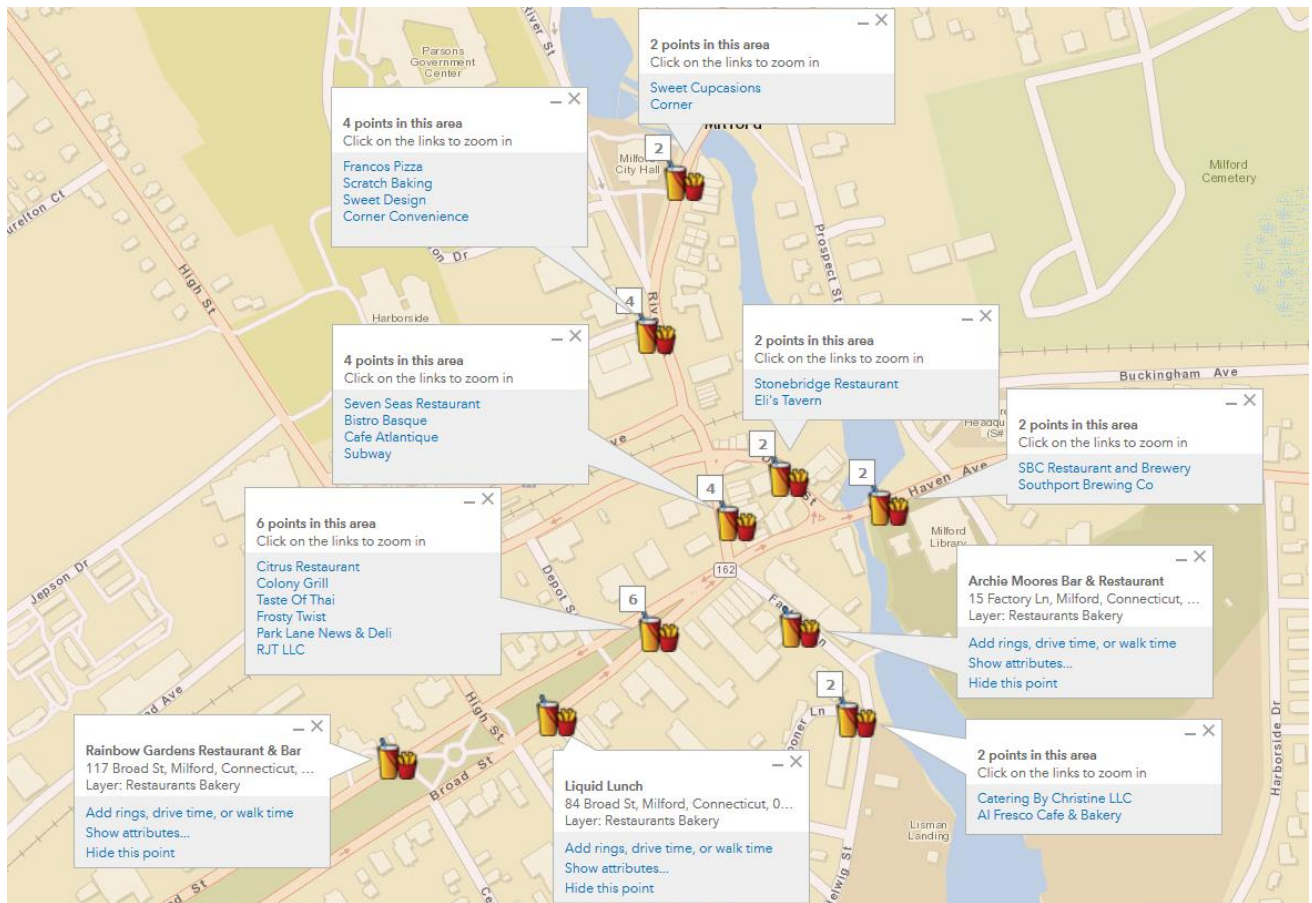 2 points in this area
Click on the links to zoom in
Sweet Cupcasions
Corner
River St
Parsons
Government
Center
4 points in this area
Click on the links to zoom in
Francos Pizza
Scratch Baking
Sweet Design
Corner Convenience
Milford
2
Milford
City Hall
Milford
Cemetery
Prospect St
High St
Dr
Harborside
4
4 points in this area
Click on the links to zoom in
Seven Seas Restaurant
Bistro Basque
Cafe Atlantique
Subway
2 points in this area
Click on the links to zoom in
Stonebridge Restaurant
Eli's Tavern
Buckingham Ave
2 points in this area
Click on the links to zoom in
SBC Restaurant and Brewery
Southport Brewing Co
2
2
4
St
Haven Ave
Milford
Library
6 points in this area
Click on the links to zoom in
Citrus Restaurant
Colony Grill
Taste Of Thai
Frosty Twist
Park Lane News & Deli
RJT LLC
Jepson Dr
162
6
Archie Moores Bar & Restaurant
15 Factory Ln, Milford, Connecticut, ...
Layer: Restaurants Bakery
Add rings, drive time, or walk time
Show attributes...
Hide this point
2
High St
Broad St
Harborside Dr
Rainbow Gardens Restaurant & Bar
117 Broad St, Milford, Connecticut, ...
Layer: Restaurants Bakery
Add rings, drive time, or walk time
Show attributes...
Hide this point
Liquid Lunch
84 Broad St, Milford, Connecticut, 0...
Layer: Restaurants Bakery
Add rings, drive time, or walk time
Show attributes...
Hide this point
2 points in this area
Click on the links to zoom in
Catering By Christine LLC
Al Fresco Cafe & Bakery
Lisman
Landing